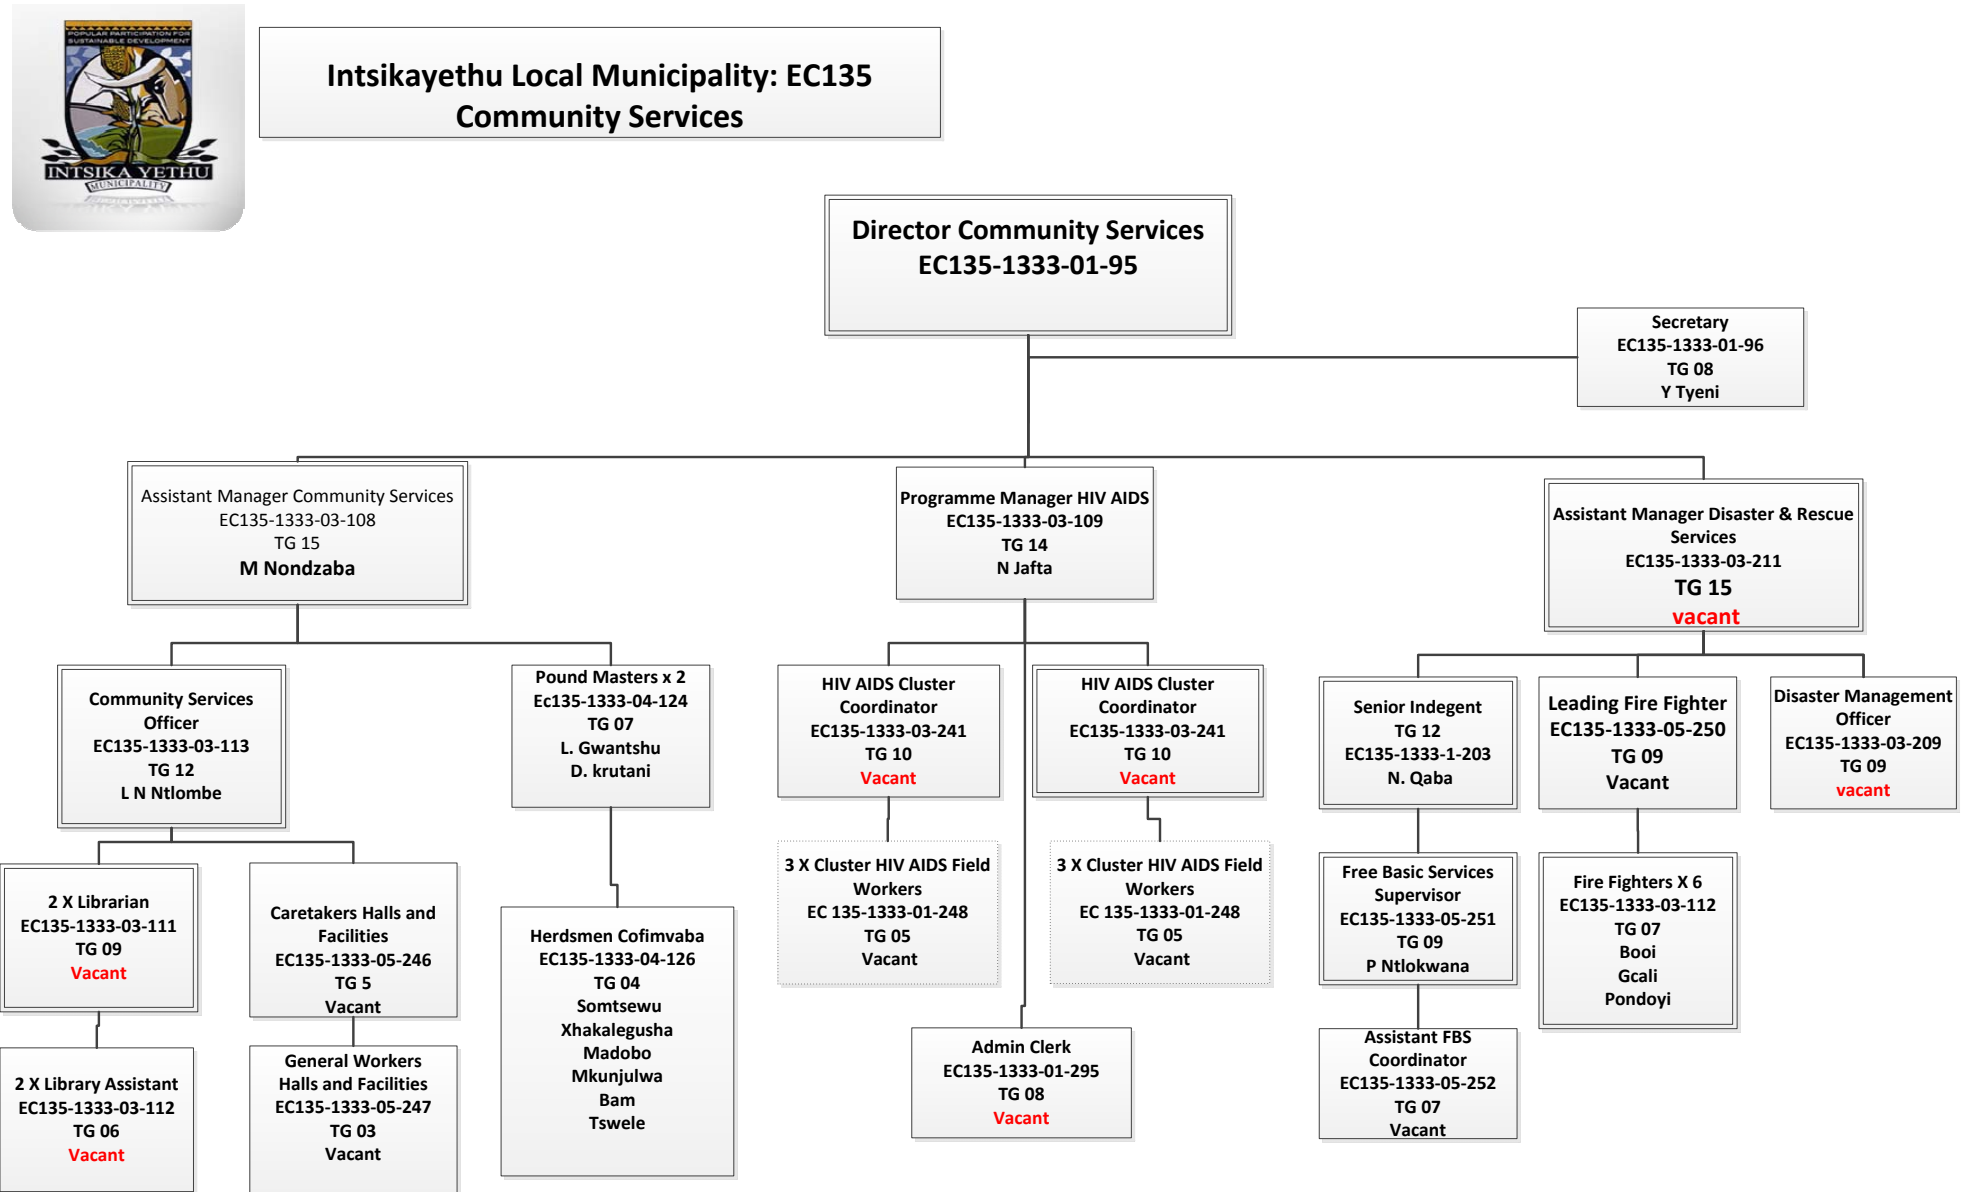 POPULAR PARTICIPATION FOR
SUSTAINABLE DEVELOPMENT
INTSIKA YETHU
MUNICIPALITY
Intsikayethu Local Municipality: EC135
Community Services
Director Community Services
EC135-1333-01-95
Secretary
EC135-1333-01-96
TG 08
Y Tyeni
Assistant Manager Community Services
EC135-1333-03-108
TG 15
M Nondzaba
Programme Manager HIV AIDS
EC135-1333-03-109
TG 14
N Jafta
Assistant Manager Disaster & Rescue
Services
EC135-1333-03-211
TG 15
vacant
Community Services
Officer
EC135-1333-03-113
TG 12
L N Ntlombe
Pound Masters x 2
Ec135-1333-04-124
TG 07
L. Gwantshu
D. krutani
HIV AIDS Cluster
Coordinator
EC135-1333-03-241
TG 10
Vacant
HIV AIDS Cluster
Coordinator
EC135-1333-03-241
TG 10
Vacant
Senior Indegent
TG 12
EC135-1333-1-203
N. Qaba
Leading Fire Fighter
EC135-1333-05-250
TG 09
Vacant
Disaster Management
Officer
EC135-1333-03-209
TG 09
vacant
2 X Librarian
EC135-1333-03-111
TG 09
Vacant
Caretakers Halls and
Facilities
EC135-1333-05-246
TG 5
Vacant
Herdsmen Cofimvaba
EC135-1333-04-126
TG 04
Somtsewu
Xhakalegusha
Madobo
Mkunjulwa
Bam
Tswele
3 X Cluster HIV AIDS Field
Workers
EC 135-1333-01-248
TG 05
Vacant
3 X Cluster HIV AIDS Field
Workers
EC 135-1333-01-248
TG 05
Vacant
Free Basic Services
Supervisor
EC135-1333-05-251
TG 09
P Ntlokwana
Fire Fighters X 6
EC135-1333-03-112
TG 07
Booi
Gcali
Pondoyi
2 X Library Assistant
EC135-1333-03-112
TG 06
Vacant
General Workers
Halls and Facilities
EC135-1333-05-247
TG 03
Vacant
Admin Clerk
EC135-1333-01-295
TG 08
Vacant
Assistant FBS
Coordinator
EC135-1333-05-252
TG 07
Vacant